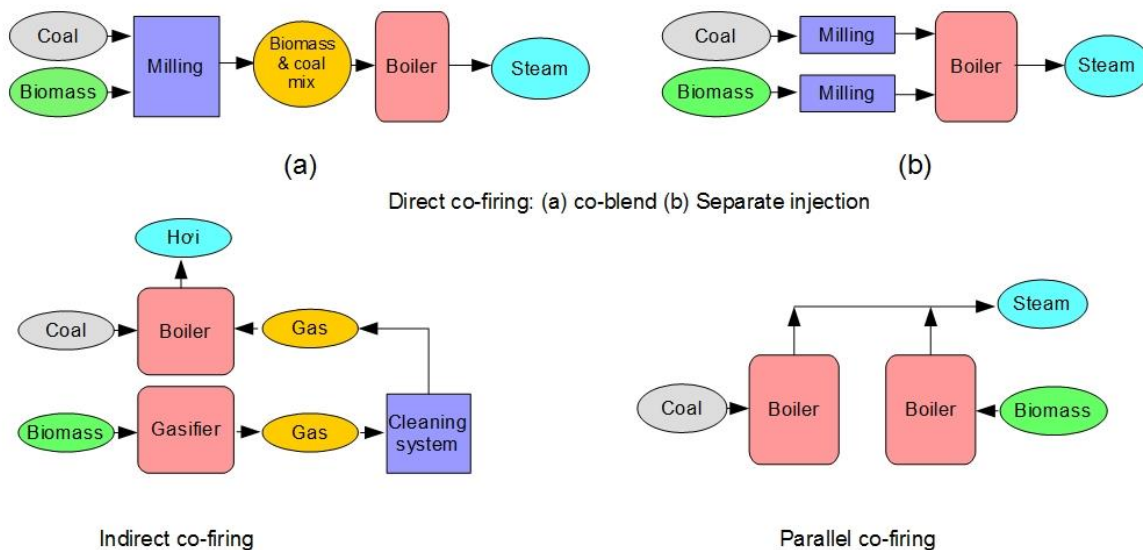 Coal
Biomass
Milling
Biomass
& coal
mix
Boiler
Steam
(a)
Coal
Biomass
Milling
Milling
Boiler
Steam
(b)
Direct co-firing: (a) co-blend (b) Separate injection
Hơi
Coal
Boiler
Gas
Biomass
Gasifier
Gas
Cleaning
system
Indirect co-firing
Steam
Coal
Boiler
Boiler
Biomass
Parallel co-firing